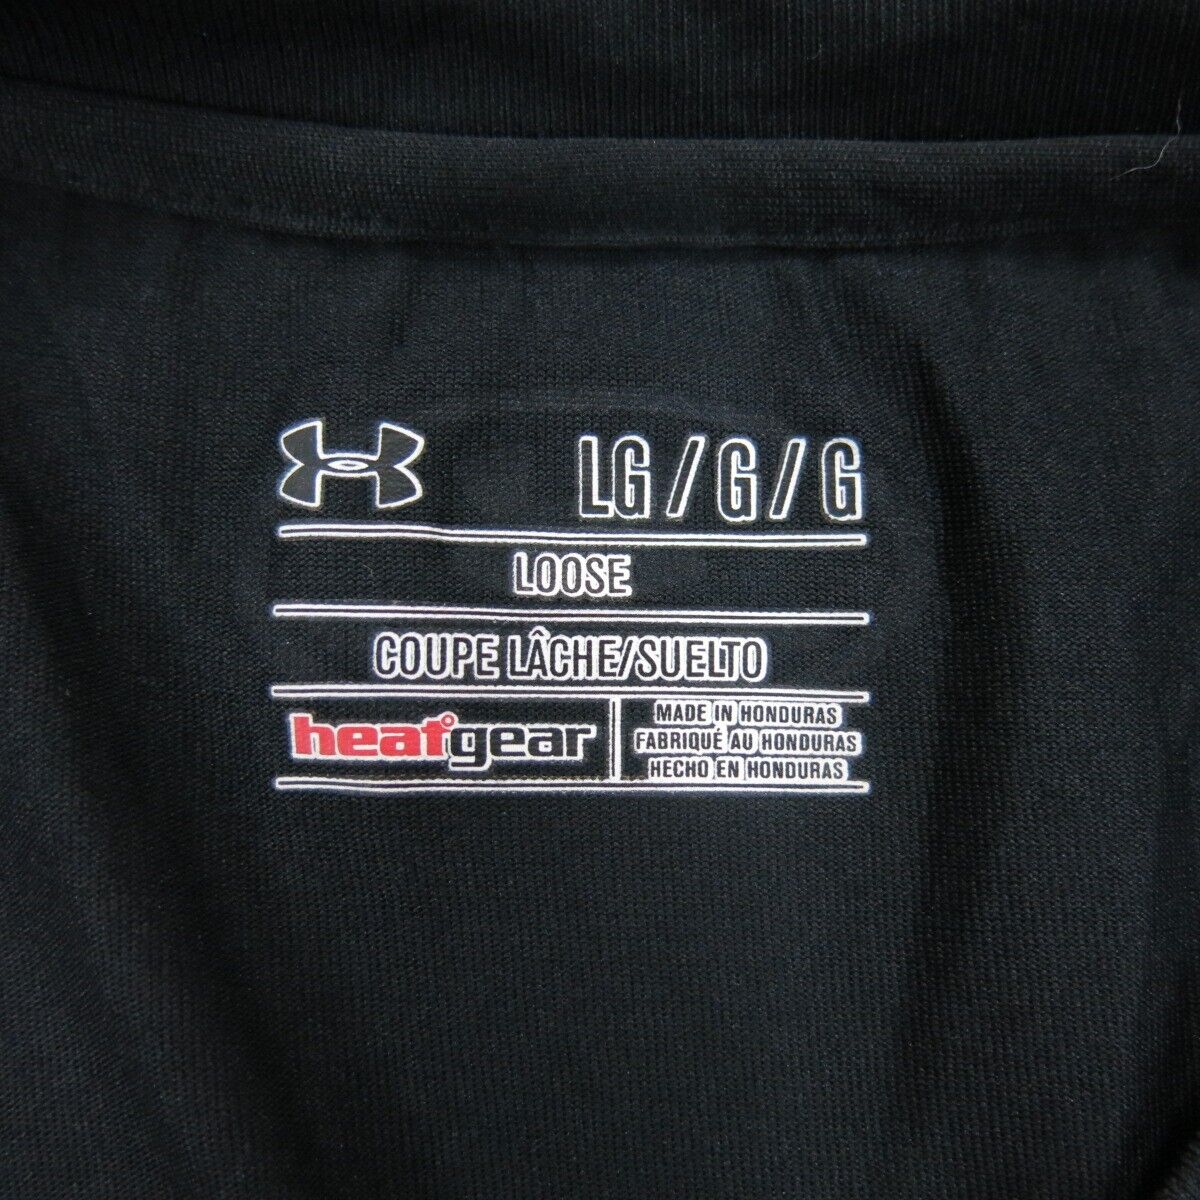 LG / G / G
LOOSE
COUPE LÂCHE/SUELTO
heatgear
MADE IN HONDURAS
FABRIQUÉ AU HONDURAS
HECHO EN HONDURAS